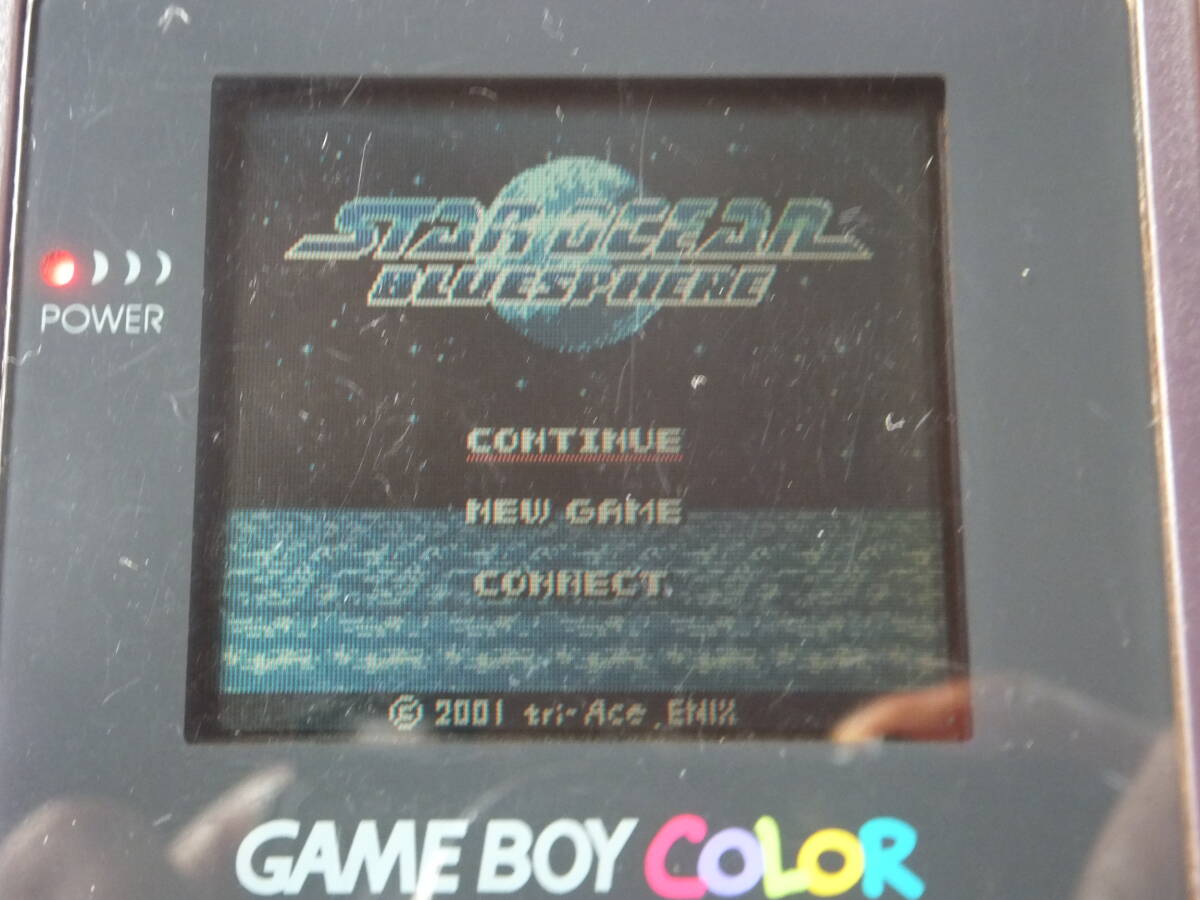 STAR OCEAN
BLUESPHERE
POWER
CONTINUE
NEW GAME
CONNECT
© 2001 tri-Ace ENIX
GAME BOY COLOR